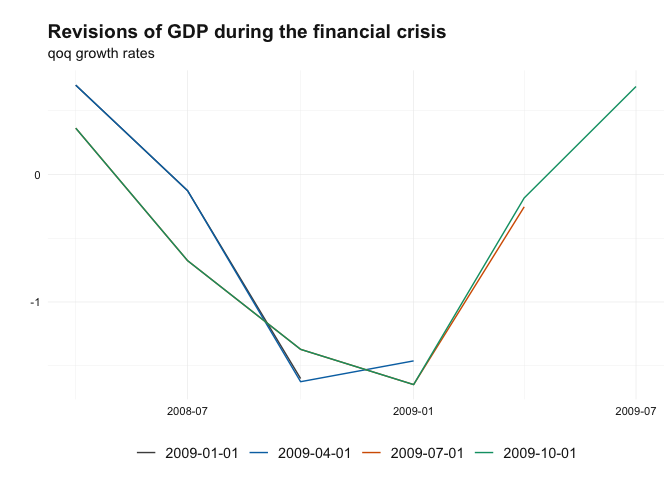 Revisions of GDP during the financial crisis
qoq growth rates
0
-1
2008-07 2009-01 2009-07
2009-01-01 2009-04-01 2009-07-01 2009-10-01